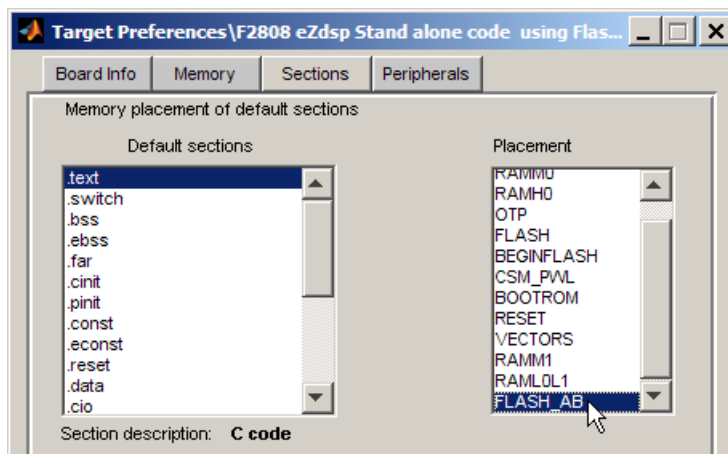 Target Preferences\F2808 eZdsp Stand alone code using Flas...
Board Info Memory Sections Peripherals
Memory placement of default sections
Default sections
.text
.switch
.bss
.ebss
.far
.cinit
.pinit
.const
.econst
.reset
.data
.cio
Placement
RAMM0
RAMH0
OTP
FLASH
BEGINFLASH
CSM_PWL
BOOTROM
RESET
VECTORS
RAMM1
RAML0L1
FLASH_AB
Section description: C code